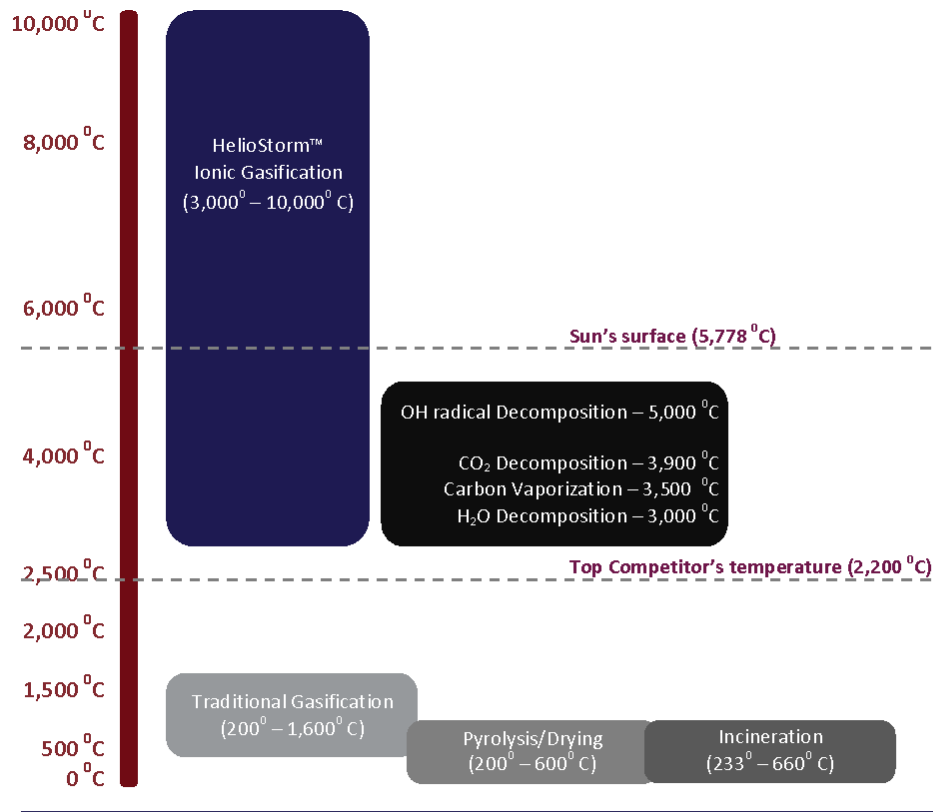 10,000 ⁰C
8,000 ⁰C
HelioStorm™
Ionic Gasification
(3,000⁰ – 10,000⁰ C)
6,000 ⁰C
Sun's surface (5,778 ⁰C)
OH radical Decomposition – 5,000 ⁰C
4,000 ⁰C
CO₂ Decomposition – 3,900 ⁰C
Carbon Vaporization – 3,500 ⁰C
H₂O Decomposition – 3,000 ⁰C
2,500 ⁰C
Top Competitor's temperature (2,200 ⁰C)
2,000 ⁰C
1,500 ⁰C
Traditional Gasification
(200⁰ – 1,600⁰ C)
500 ⁰C
0 ⁰C
Pyrolysis/Drying
(200⁰ – 600⁰ C)
Incineration
(233⁰ – 660⁰ C)